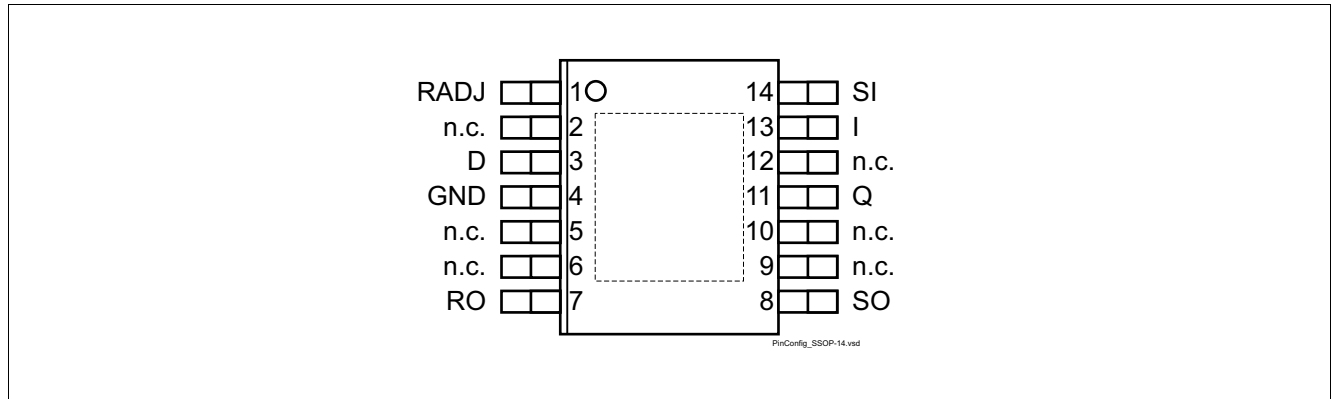 RADJ 1 14 SI
n.c. 2 13 I
D 3 12 n.c.
GND 4 11 Q
n.c. 5 10 n.c.
n.c. 6 9 n.c.
RO 7 8 SO
PinConfig_SSOP-14.vsd